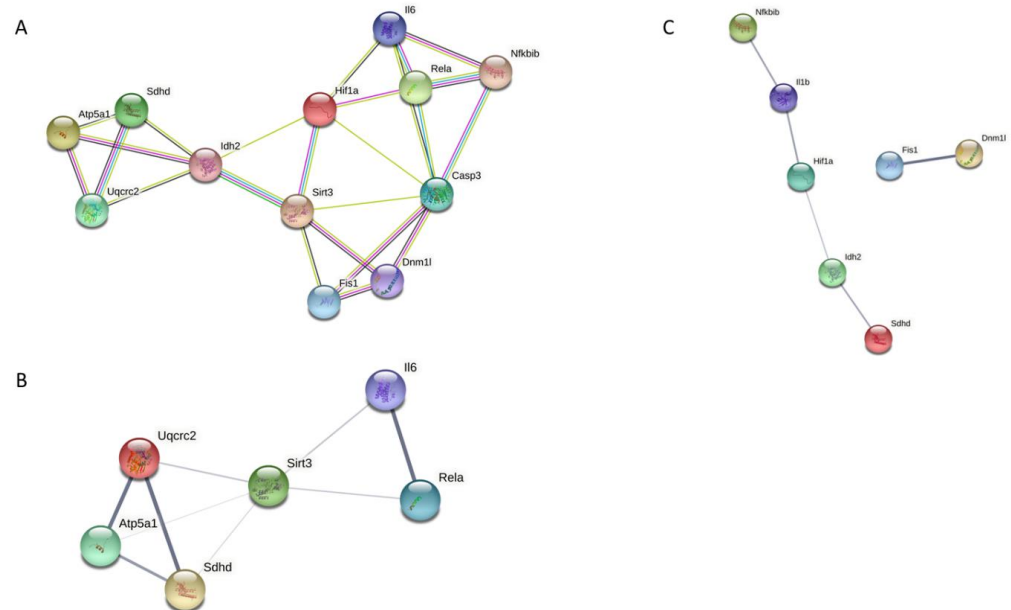 A
Il6
Nfkbib
Rela
Hif1a
Sdhd
Atp5a1
Idh2
Casp3
Uqcrc2
Sirt3
Dnm1l
Fis1
B
Il6
Uqcrc2
Sirt3
Rela
Atp5a1
Sdhd
C
Nfkbib
Il1b
Hif1a
Fis1
Dnm1l
Idh2
Sdhd